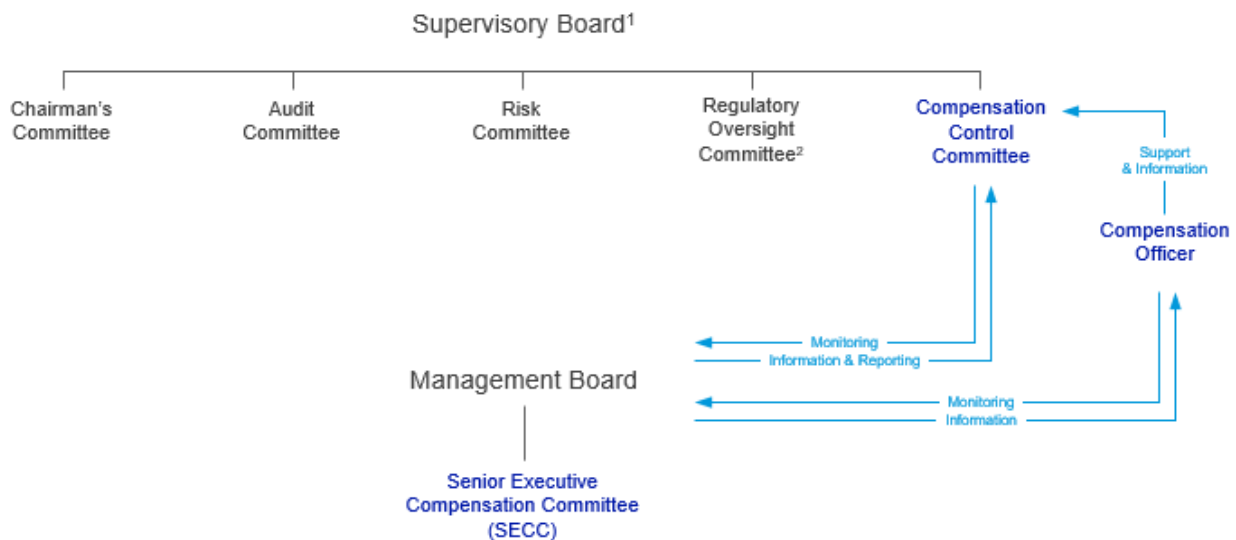 Supervisory Board¹
Chairman's
Committee
Audit
Committee
Risk
Committee
Regulatory
Oversight
Committee²
Compensation
Control
Committee
Support
& Information
Compensation
Officer
Monitoring
Information & Reporting
Management Board
Monitoring
Information
Senior Executive
Compensation Committee
(SECC)